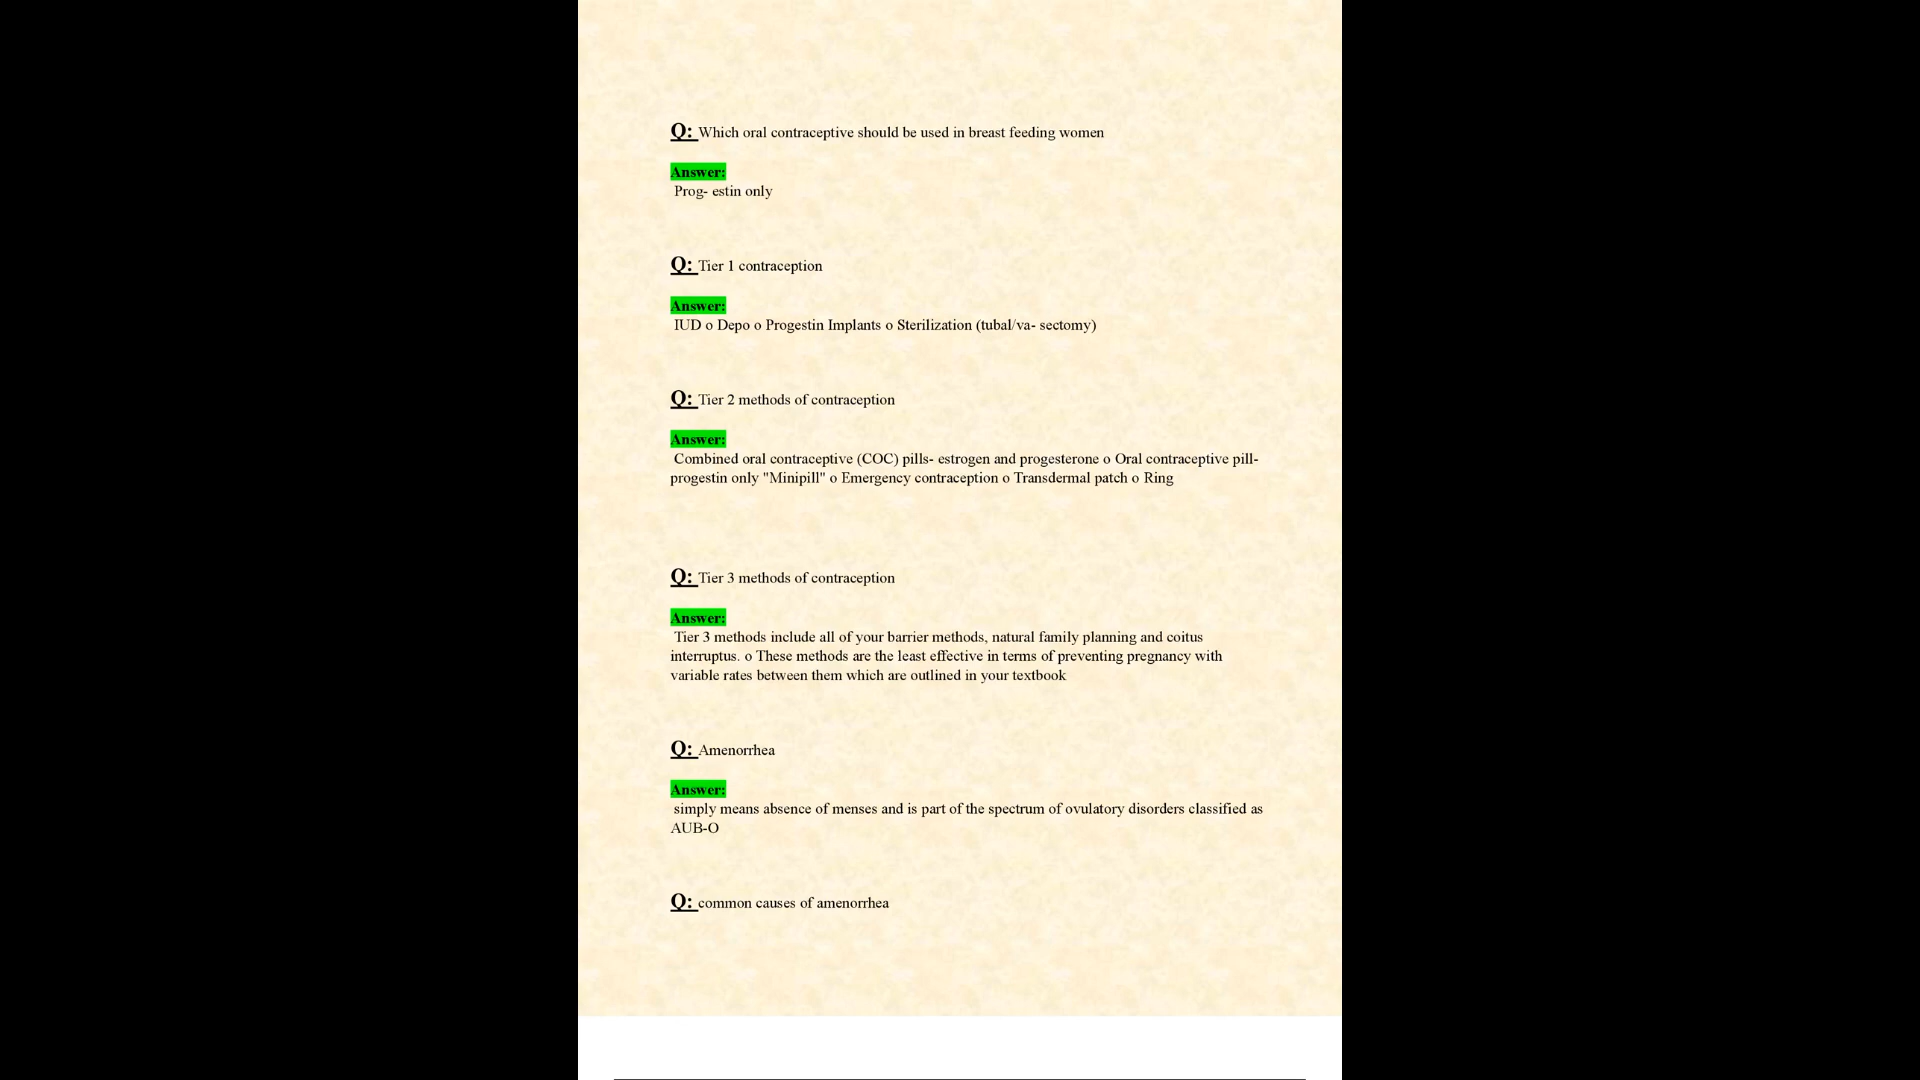 Q: Which oral contraceptive should be used in breast feeding women
Answer:
Prog- estin only
Q: Tier 1 contraception
Answer:
IUD o Depo o Progestin Implants o Sterilization (tubal/va- sectomy)
Q: Tier 2 methods of contraception
Answer:
Combined oral contraceptive (COC) pills- estrogen and progesterone o Oral contraceptive pill-
progestin only "Minipill" o Emergency contraception o Transdermal patch o Ring
Q: Tier 3 methods of contraception
Answer:
Tier 3 methods include all of your barrier methods, natural family planning and coitus
interruptus. o These methods are the least effective in terms of preventing pregnancy with
variable rates between them which are outlined in your textbook
Q: Amenorrhea
Answer:
simply means absence of menses and is part of the spectrum of ovulatory disorders classified as
AUB-O
Q: common causes of amenorrhea